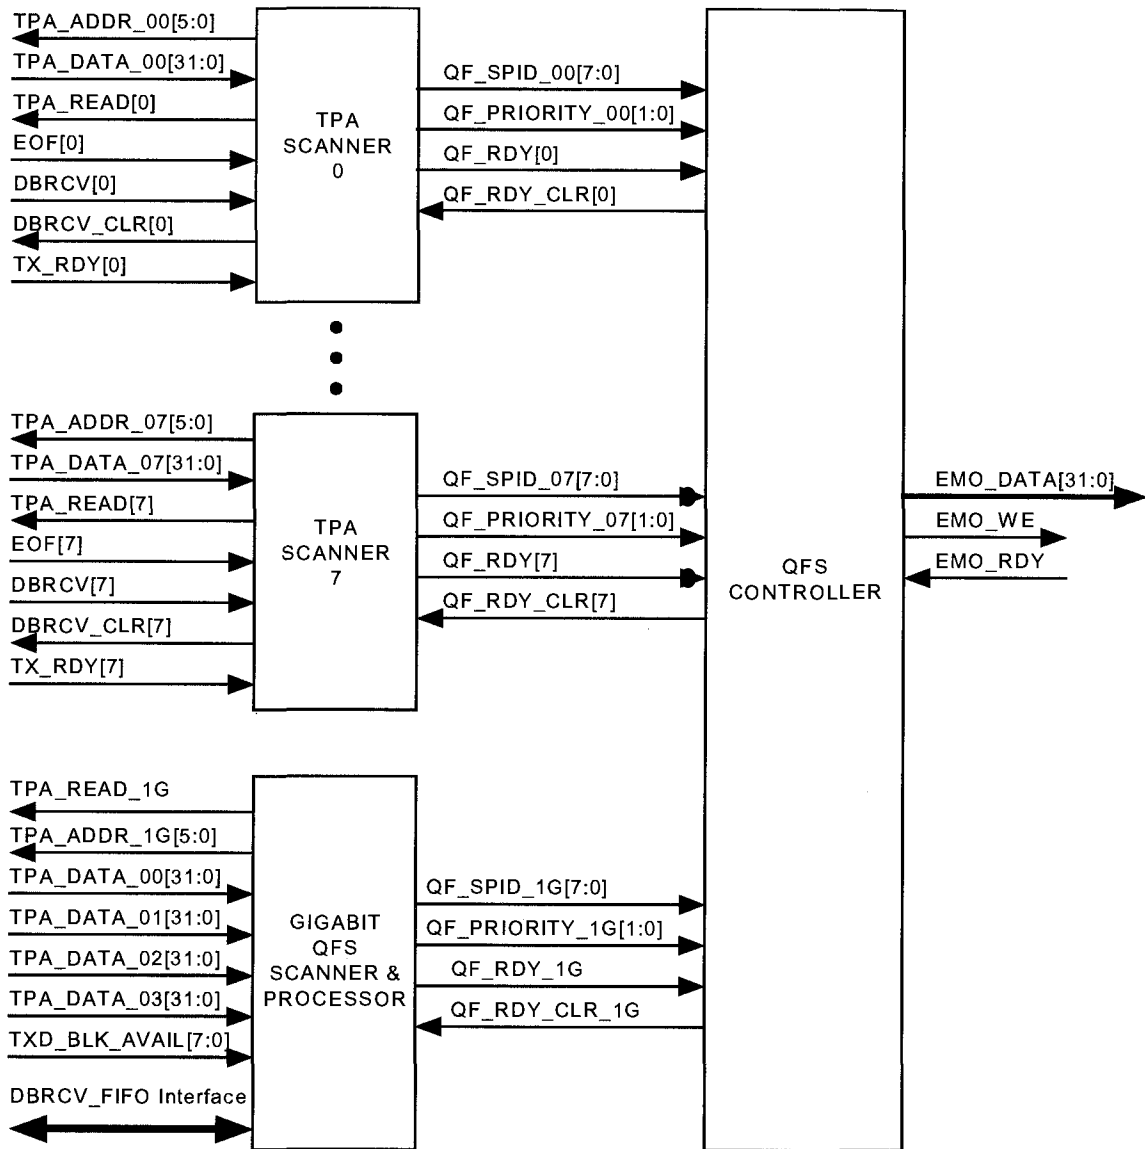 TPA_ADDR_00[5:0]
TPA_DATA_00[31:0]
TPA_READ[0]
EOF[0]
DBRCV[0]
DBRCV_CLR[0]
TX_RDY[0]
TPA
SCANNER
0
QF_SPID_00[7:0]
QF_PRIORITY_00[1:0]
QF_RDY[0]
QF_RDY_CLR[0]
TPA_ADDR_07[5:0]
TPA_DATA_07[31:0]
TPA_READ[7]
EOF[7]
DBRCV[7]
DBRCV_CLR[7]
TX_RDY[7]
TPA
SCANNER
7
QF_SPID_07[7:0]
QF_PRIORITY_07[1:0]
QF_RDY[7]
QF_RDY_CLR[7]
QFS
CONTROLLER
EMO_DATA[31:0]
EMO_WE
EMO_RDY
TPA_READ_1G
TPA_ADDR_1G[5:0]
TPA_DATA_00[31:0]
TPA_DATA_01[31:0]
TPA_DATA_02[31:0]
TPA_DATA_03[31:0]
TXD_BLK_AVAIL[7:0]
DBRCV_FIFO Interface
GIGABIT
QFS
SCANNER &
PROCESSOR
QF_SPID_1G[7:0]
QF_PRIORITY_1G[1:0]
QF_RDY_1G
QF_RDY_CLR_1G